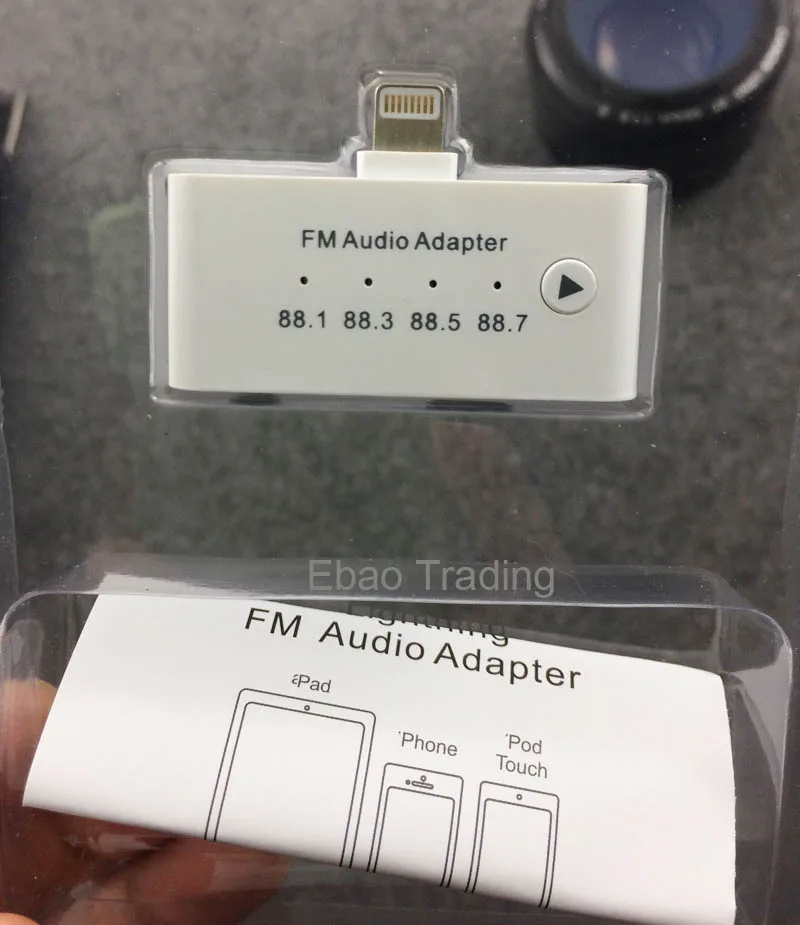 FM Audio Adapter
88.1 88.3 88.5 88.7
Ebao Trading
Lightning
FM Audio Adapter
Pad
Phone
Pod
Touch